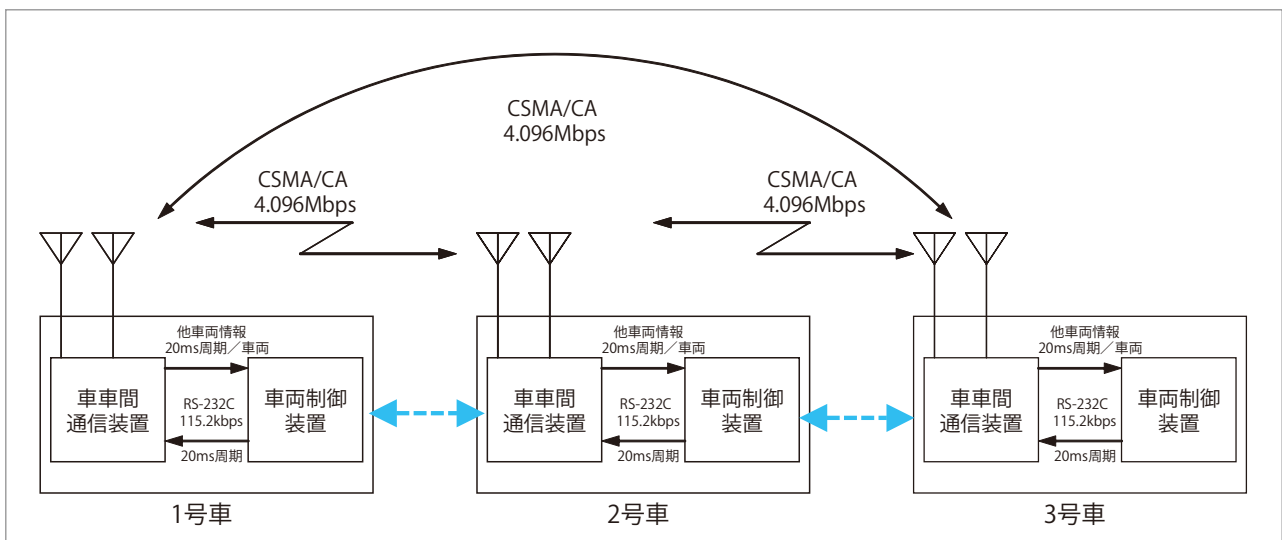 CSMA/CA
4.096Mbps
CSMA/CA
4.096Mbps
CSMA/CA
4.096Mbps
他車両情報
20ms周期／車両
車車間
通信装置
RS-232C
115.2kbps
車両制御
装置
20ms周期
1号車
他車両情報
20ms周期／車両
車車間
通信装置
RS-232C
115.2kbps
車両制御
装置
20ms周期
2号車
他車両情報
20ms周期／車両
車車間
通信装置
RS-232C
115.2kbps
車両制御
装置
20ms周期
3号車